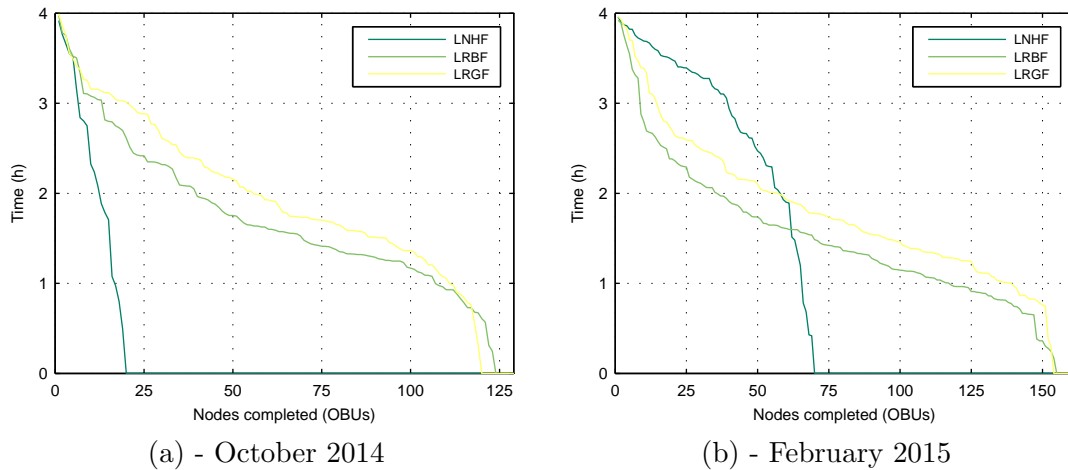 4
3
2
1
0
Time (h)
0
25
50
75
100
125
Nodes completed (OBUs)
LNHF
LRBF
LRGF
(a) - October 2014
4
3
2
1
0
Time (h)
0
25
50
75
100
125
150
Nodes completed (OBUs)
LNHF
LRBF
LRGF
(b) - February 2015